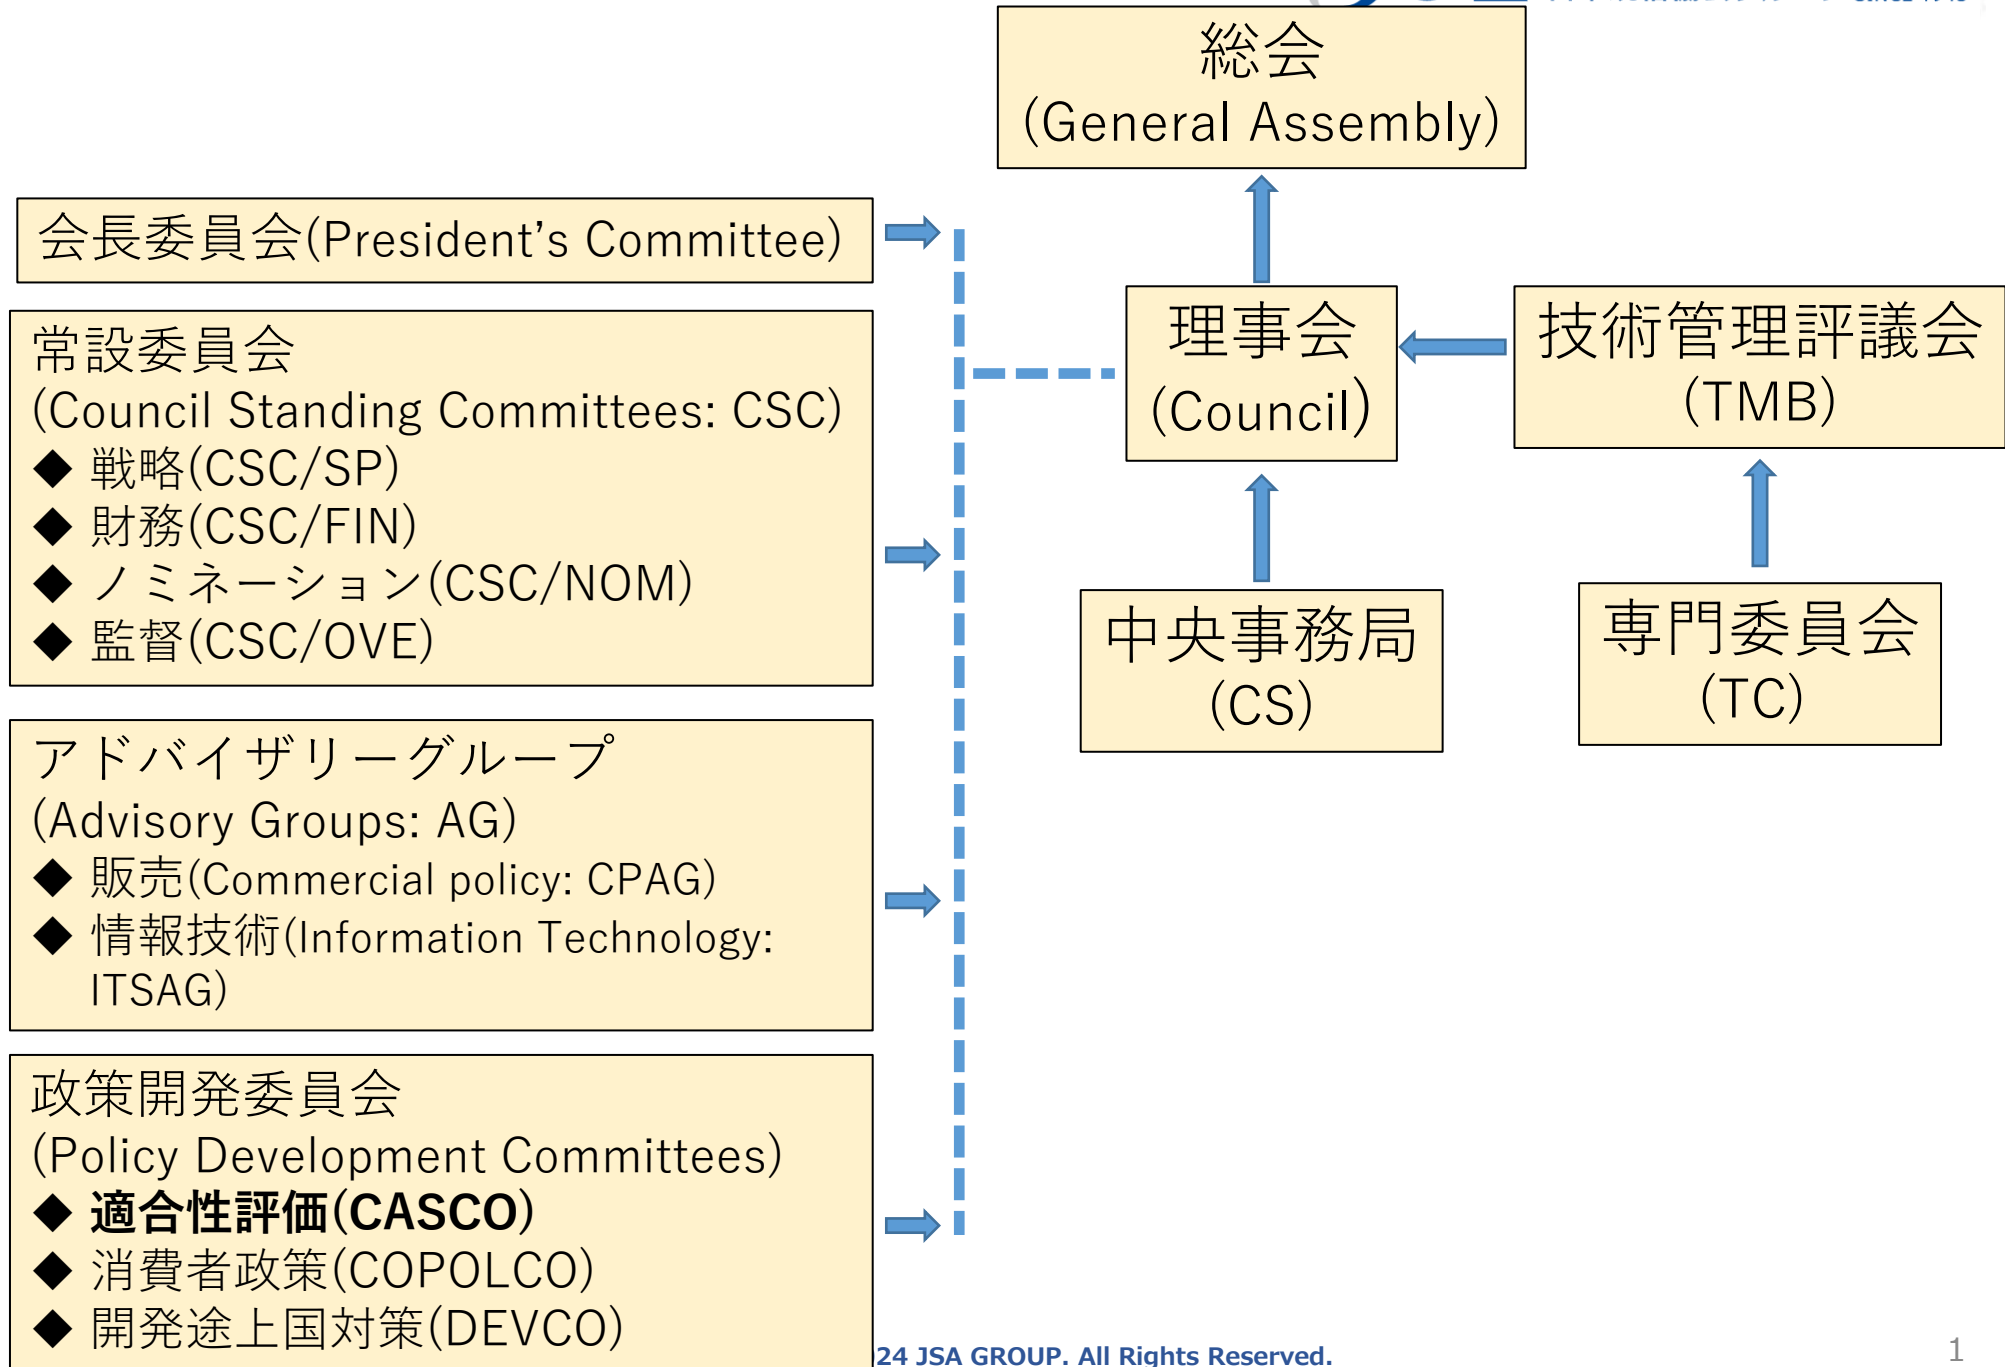 総会
(General Assembly)
会長委員会(President’s Committee)
常設委員会
(Council Standing Committees: CSC)
◆ 戦略(CSC/SP)
◆ 財務(CSC/FIN)
◆ ノミネーション(CSC/NOM)
◆ 監督(CSC/OVE)
理事会
(Council)
技術管理評議会
(TMB)
中央事務局
(CS)
専門委員会
(TC)
アドバイザリーグループ
(Advisory Groups: AG)
◆ 販売(Commercial policy: CPAG)
◆ 情報技術(Information Technology:
ITSAG)
政策開発委員会
(Policy Development Committees)
◆ 適合性評価(CASCO)
◆ 消費者政策(COPOLCO)
◆ 開発途上国対策(DEVCO)
24 JSA GROUP. All Rights Reserved.
1